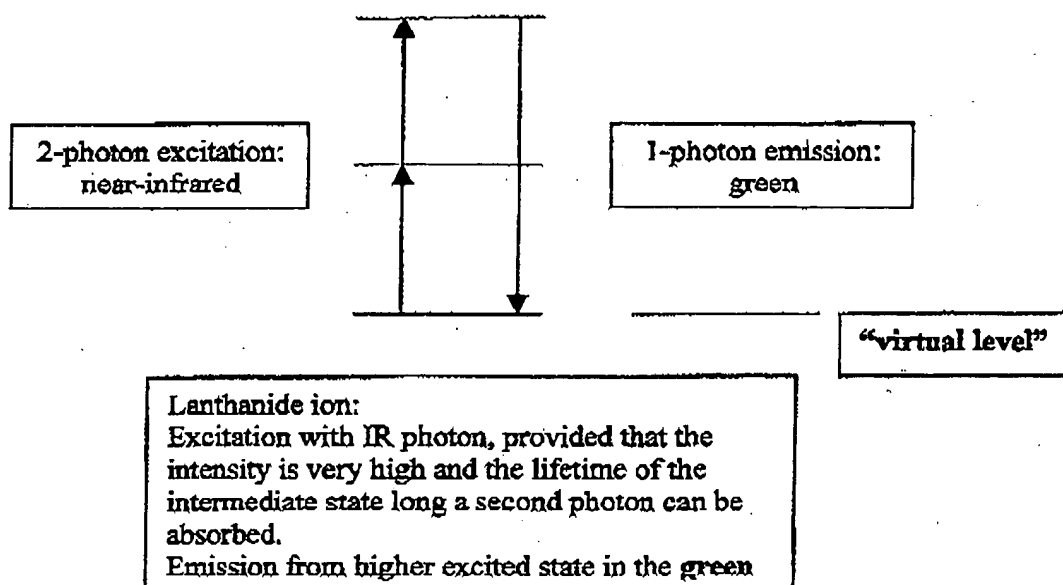 2-photon excitation:
near-infrared
1-photon emission:
green
“virtual level”
Lanthanide ion:
Excitation with IR photon, provided that the
intensity is very high and the lifetime of the
intermediate state long a second photon can be
absorbed.
Emission from higher excited state in the green